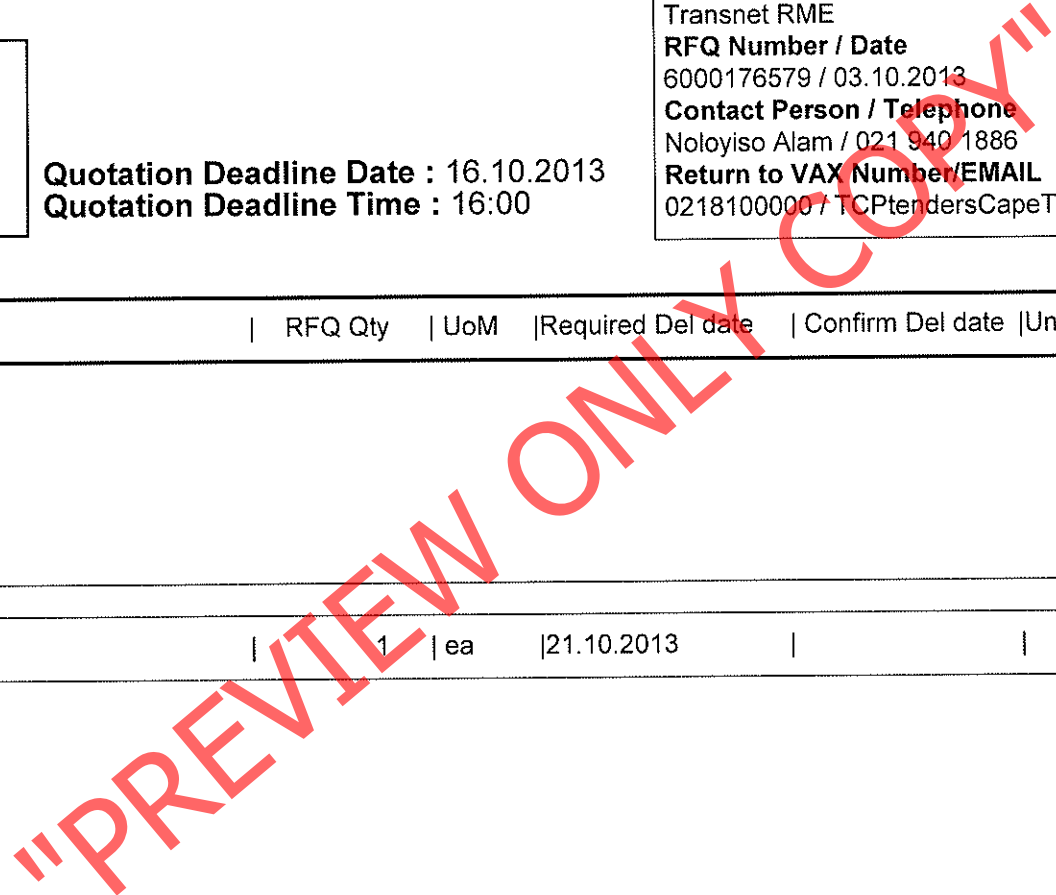 Transnet RME
RFQ Number / Date
6000176579 / 03.10.2013
Contact Person / Telephone
Noloyiso Alam / 021 940 1886
Return to VAX Number/EMAIL
0218100000 / TCPtendersCapeT
Quotation Deadline Date : 16.10.2013
Quotation Deadline Time : 16:00
| RFQ Qty | UoM |Required Del date | Confirm Del date |Un
| 1 | ea |21.10.2013 | |
"PREVIEW ONLY COPY"